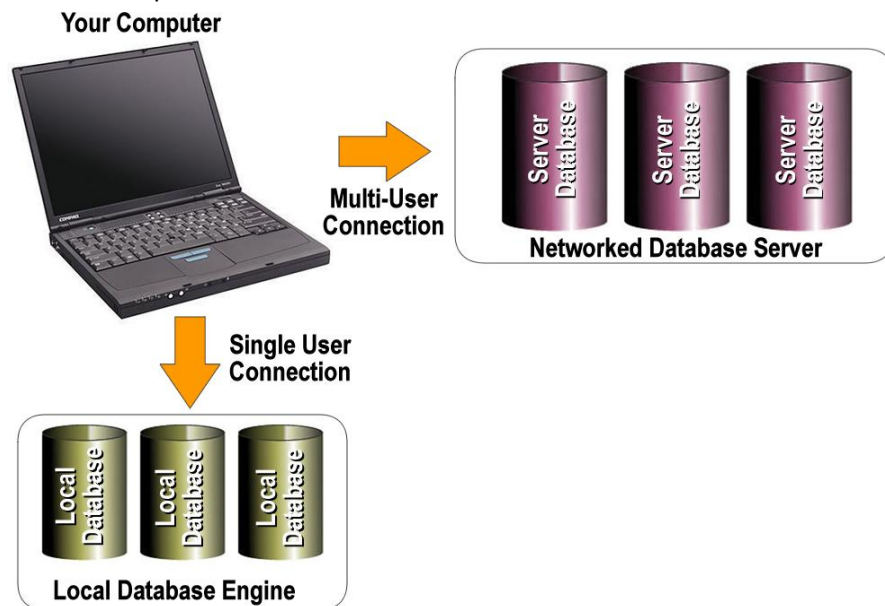 Your Computer
COMPAQ
Multi-User
Connection
Server
Database
Server
Database
Server
Database
Networked Database Server
Single User
Connection
Local
Database
Local
Database
Local
Database
Local Database Engine